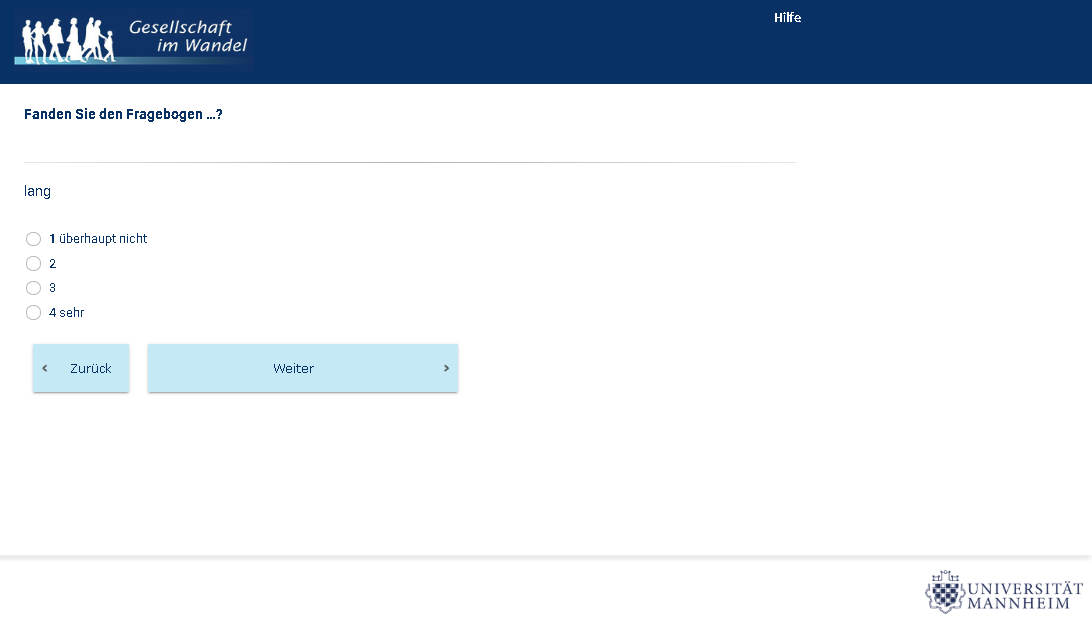 Gesellschaft
im Wandel
Hilfe
Fanden Sie den Fragebogen ...?
lang
1 überhaupt nicht
2
3
4 sehr
Zurück
Weiter
UNIVERSITÄT
MANNHEIM